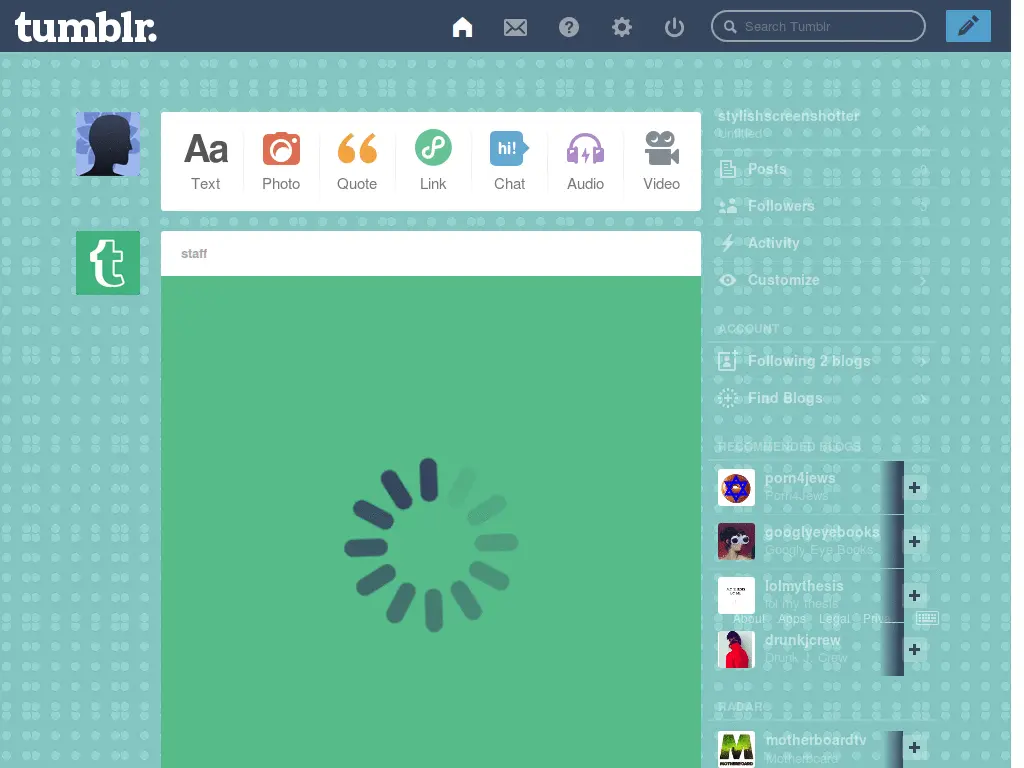 tumblr.
?
Search Tumblr
Aa
hi!
Text
Photo
Quote
Link
Chat
Audio
Video
t
staff
stylishscreenshotter
Untitled
Posts
Followers
Activity
Customize
ACCOUNT
Following 2 blogs
Find Blogs
RECOMMENDED BLOGS
porn4jews
Porn4Jews
googlyeyebooks
Googly Eye Books
lolmythesis
lol my thesis
About Apps Legal Priva
drunkjcrew
Drunk J. Crew
RADAR
motherboardtv
Motherboard
M
MOTHERBOARD